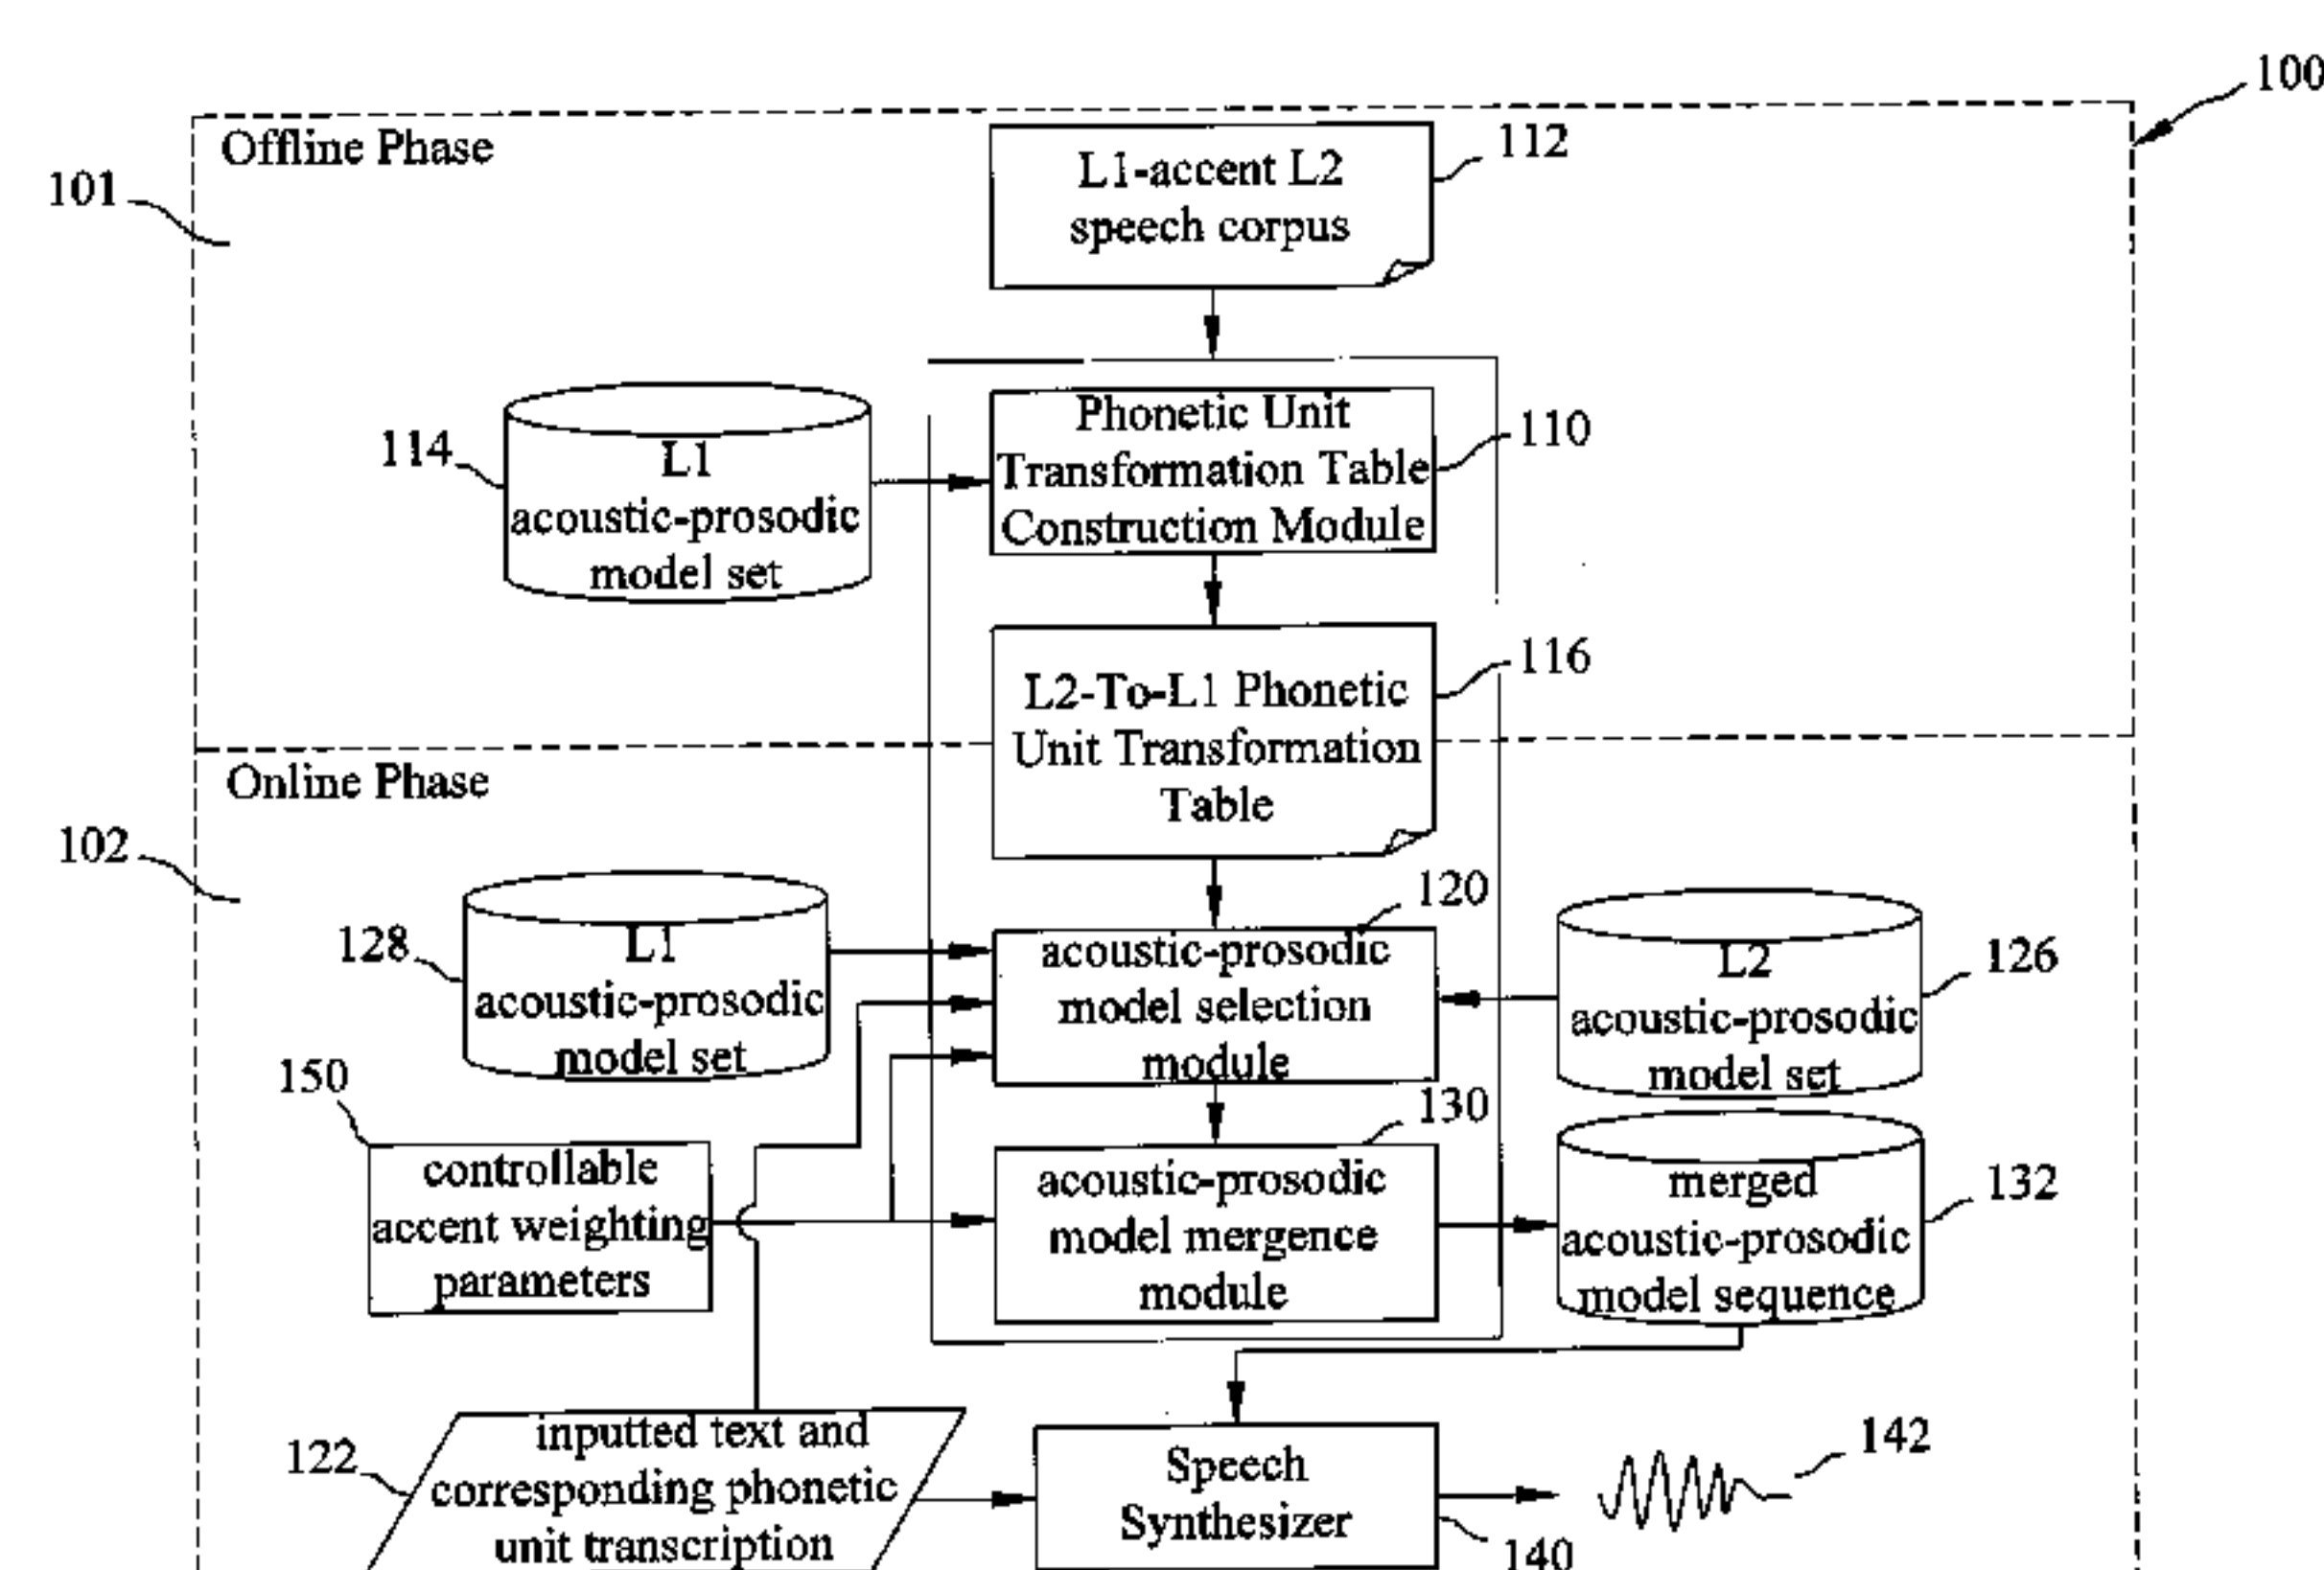 100
Offline Phase
101
L1-accent L2
speech corpus
112
114
L1
acoustic-prosodic
model set
Phonetic Unit
Transformation Table
Construction Module
110
L2-To-L1 Phonetic
Unit Transformation
Table
116
Online Phase
102
128
L1
acoustic-prosodic
model set
120
acoustic-prosodic
model selection
module
L2
acoustic-prosodic
model set
126
150
controllable
accent weighting
parameters
130
acoustic-prosodic
model mergence
module
merged
acoustic-prosodic
model sequence
132
122
inputted text and
corresponding phonetic
unit transcription
Speech
Synthesizer
140
142